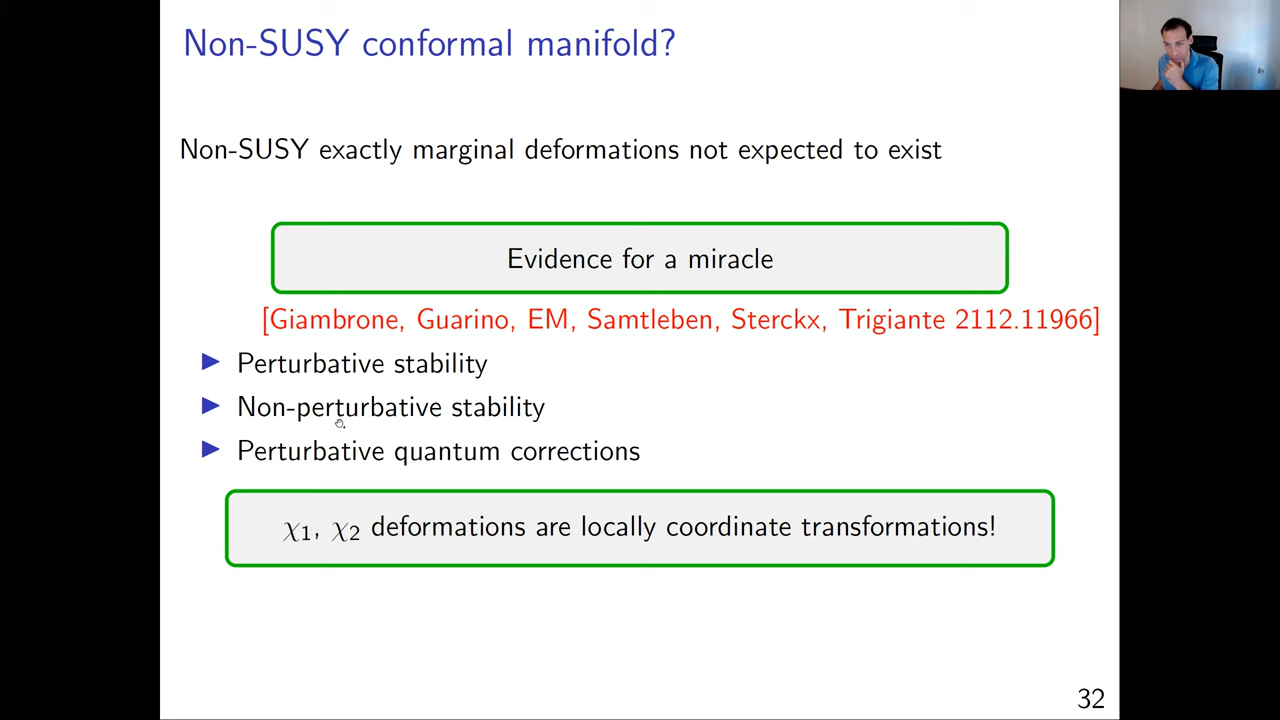 Non-SUSY conformal manifold?
Non-SUSY exactly marginal deformations not expected to exist
Evidence for a miracle
[Giambrone, Guarino, EM, Samtleben, Sterckx, Trigiante 2112.11966]
▶ Perturbative stability
▶ Non-perturbative stability
▶ Perturbative quantum corrections
χ₁, χ₂ deformations are locally coordinate transformations!
32